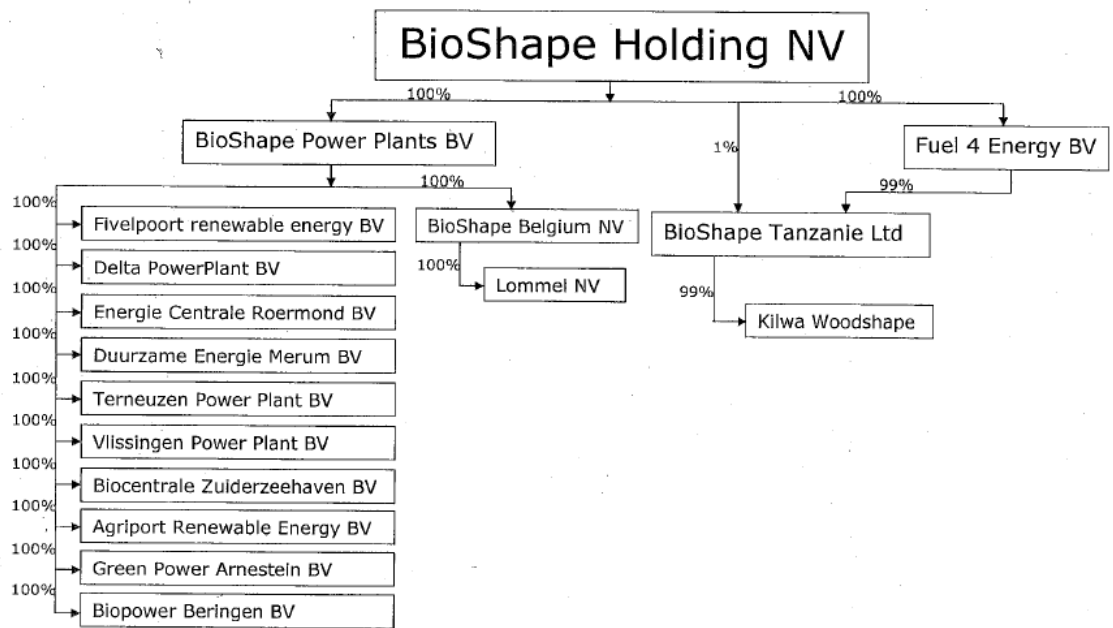 BioShape Holding NV
100%
100%
BioShape Power Plants BV
1%
Fuel 4 Energy BV
100%
99%
100%
Fivelpoort renewable energy BV
BioShape Belgium NV
BioShape Tanzanie Ltd
100%
Delta PowerPlant BV
100%
Lommel NV
100%
99%
Energie Centrale Roermond BV
Kilwa Woodshape
100%
Duurzame Energie Merum BV
100%
Terneuzen Power Plant BV
100%
Vlissingen Power Plant BV
100%
Biocentrale Zuiderzeehaven BV
100%
Agriport Renewable Energy BV
100%
Green Power Arnestein BV
100%
Biopower Beringen BV